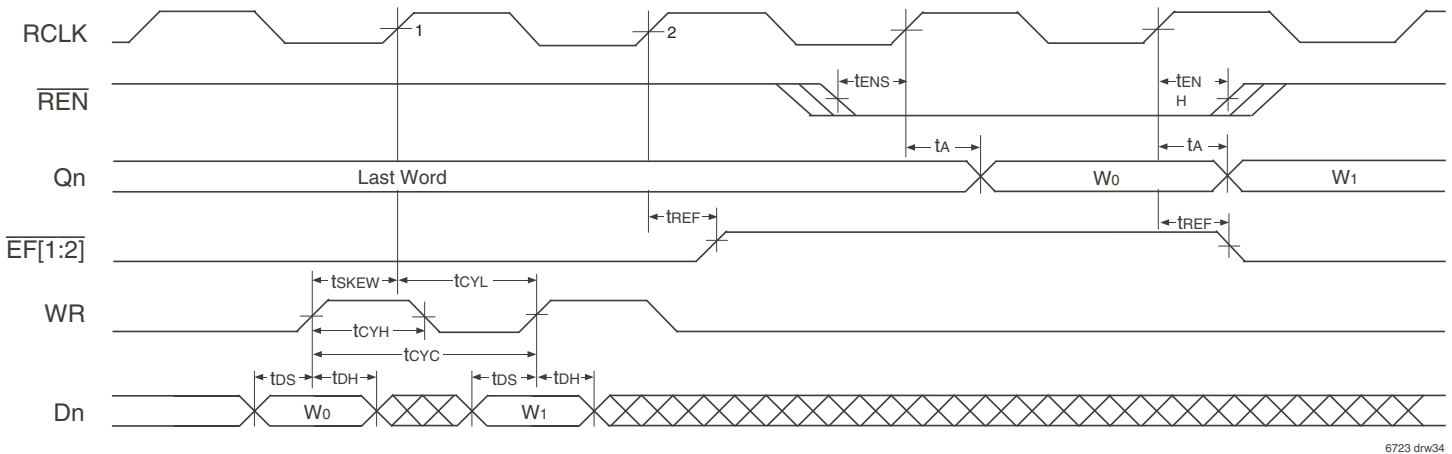 RCLK 1 2
REN tENS tEN
H
Qn Last Word tA W0 tA W1
EF[1:2] tREF tREF
WR tSKEW tCYL
tCYH
tCYC
Dn tDS tDH tDS tDH
W0 W1
6723 drw34